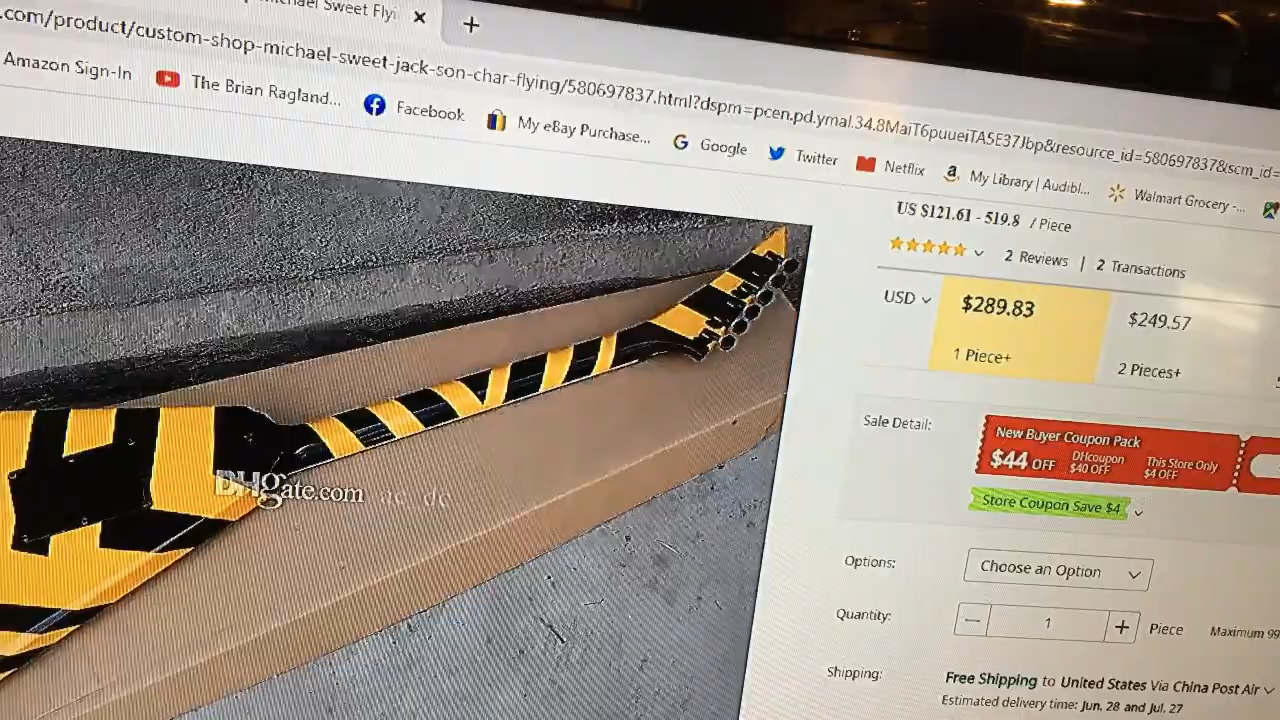 Michael Sweet Flyi
.com/product/custom-shop-michael-sweet-jack-son-char-flying/580697837.html?dspm=pcen.pd.ymal.34.8MaiT6puueiTA5E37Jbp&resource_id=580697837&scm_id=
Amazon Sign-In The Brian Ragland... Facebook My eBay Purchase... Google Twitter Netflix My Library | Audibl... Walmart Grocery -...
US $121.61 - 519.8 / Piece
2 Reviews | 2 Transactions
USD $289.83 $249.57
1 Piece+ 2 Pieces+
Sale Detail: New Buyer Coupon Pack
$44 OFF DHcoupon $40 OFF This Store Only $4 OFF
Store Coupon Save $4
DHgate.com ac_dc
Options: Choose an Option
Quantity: 1 + Piece Maximum 99
Shipping: Free Shipping to United States Via China Post Air
Estimated delivery time: Jun. 28 and Jul. 27